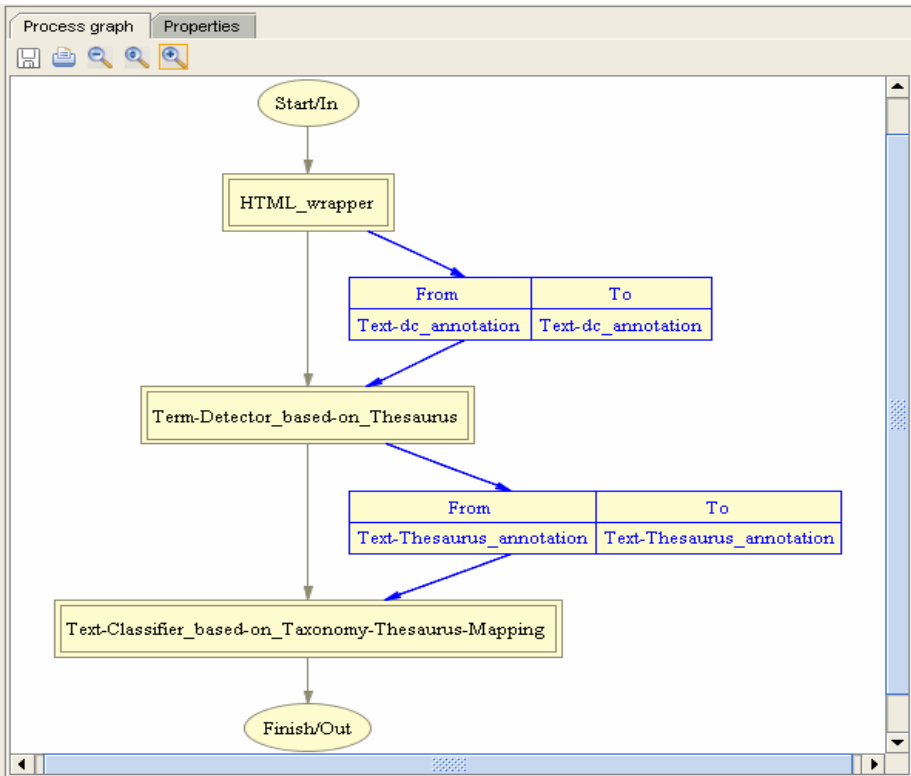 Process graph Properties
Start/In
HTML_wrapper
From To
Text-dc_annotation Text-dc_annotation
Term-Detector_based-on_Thesaurus
From To
Text-Thesaurus_annotation Text-Thesaurus_annotation
Text-Classifier_based-on_Taxonomy-Thesaurus-Mapping
Finish/Out